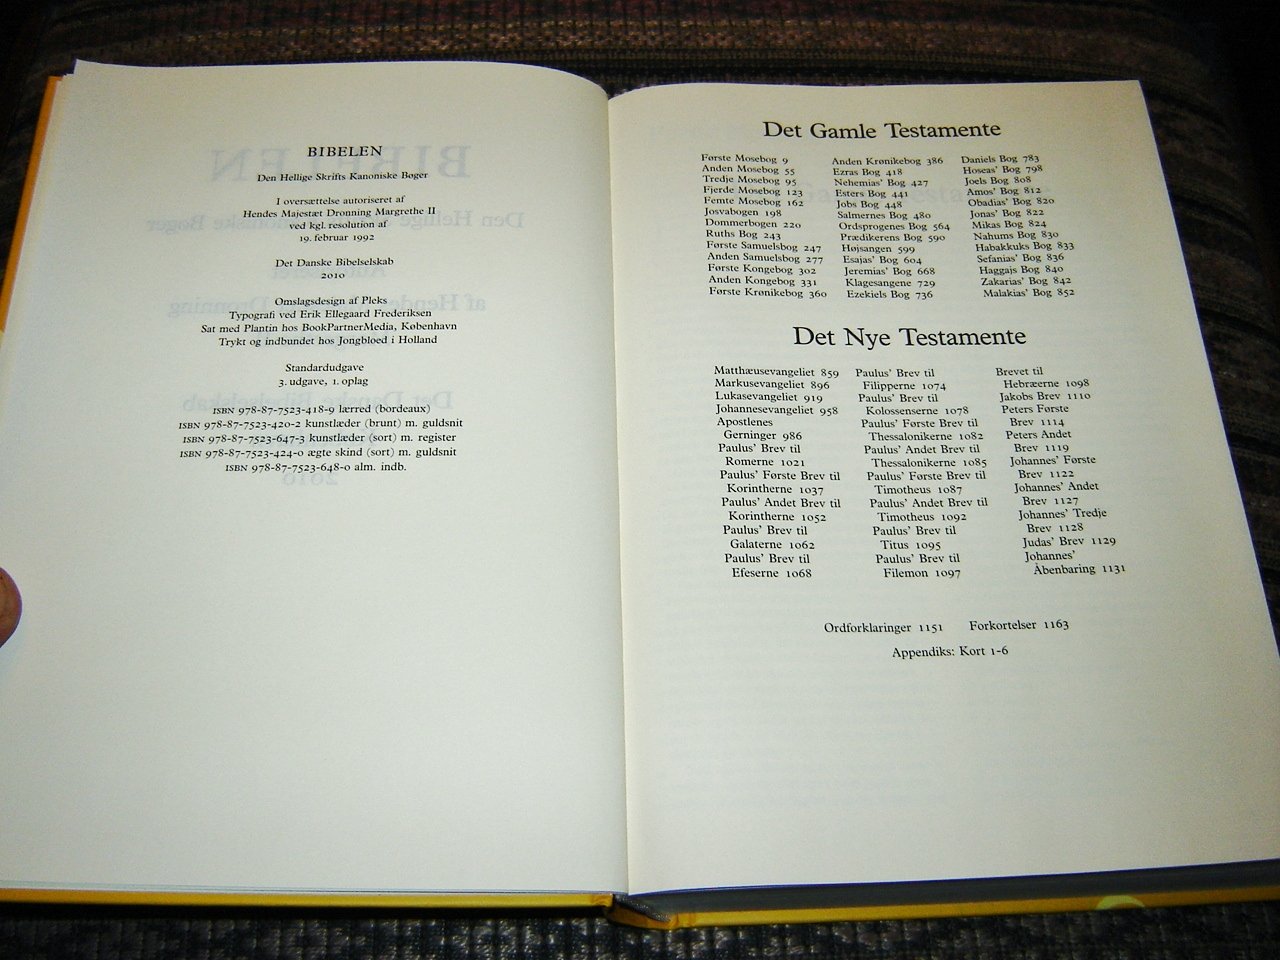 BIBELEN
Den Hellige Skrifts Kanoniske Bøger
I oversættelse autoriseret af
Hendes Majestæt Dronning Margrethe II
ved kgl. resolution af
19. februar 1992
Det Danske Bibelselskab
2010
Omslagsdesign af Pleks
Typografi ved Erik Ellegaard Frederiksen
Sat med Plantin hos BookPartnerMedia, København
Trykt og indbundet hos Jongbloed i Holland
Standardudgave
3. udgave, 1. oplag
ISBN 978-87-7523-418-9 lærred (bordeaux)
ISBN 978-87-7523-420-2 kunstlæder (brunt) m. guldsnit
ISBN 978-87-7523-647-3 kunstlæder (sort) m. register
ISBN 978-87-7523-424-0 ægte skind (sort) m. guldsnit
ISBN 978-87-7523-648-0 alm. indb.
Det Gamle Testamente
Første Mosebog 9
Anden Mosebog 55
Tredje Mosebog 95
Fjerde Mosebog 123
Femte Mosebog 162
Josvabogen 198
Dommerbogen 220
Ruths Bog 243
Første Samuelsbog 247
Anden Samuelsbog 277
Første Kongebog 302
Anden Kongebog 331
Første Krønikebog 360
Anden Krønikebog 386
Ezras Bog 418
Nehemias' Bog 427
Esters Bog 441
Jobs Bog 448
Salmernes Bog 480
Ordsprogenes Bog 564
Prædikerens Bog 590
Højsangen 599
Esajas' Bog 604
Jeremias' Bog 668
Klagesangene 729
Ezekiels Bog 736
Daniels Bog 783
Hoseas' Bog 798
Joels Bog 808
Amos' Bog 812
Obadias' Bog 820
Jonas' Bog 822
Mikas Bog 824
Nahums Bog 830
Habakkuks Bog 833
Sefanias' Bog 836
Haggajs Bog 840
Zakarias' Bog 842
Malakias' Bog 852
Det Nye Testamente
Matthæusevangeliet 859
Markusevangeliet 896
Lukasevangeliet 919
Johannesevangeliet 958
Apostlenes
Gerninger 986
Paulus' Brev til
Romerne 1021
Paulus' Første Brev til
Korintherne 1037
Paulus' Andet Brev til
Korintherne 1052
Paulus' Brev til
Galaterne 1062
Paulus' Brev til
Efeserne 1068
Paulus' Brev til
Filipperne 1074
Paulus' Brev til
Kolossenserne 1078
Paulus' Første Brev til
Thessalonikerne 1082
Paulus' Andet Brev til
Thessalonikerne 1085
Paulus' Første Brev til
Timotheus 1087
Paulus' Andet Brev til
Timotheus 1092
Paulus' Brev til
Titus 1095
Paulus' Brev til
Filemon 1097
Brevet til
Hebræerne 1098
Jakobs Brev 1110
Peters Første
Brev 1114
Peters Andet
Brev 1119
Johannes' Første
Brev 1122
Johannes' Andet
Brev 1127
Johannes' Tredje
Brev 1128
Judas' Brev 1129
Johannes'
Åbenbaring 1131
Ordforklaringer 1151 Forkortelser 1163
Appendiks: Kort 1-6